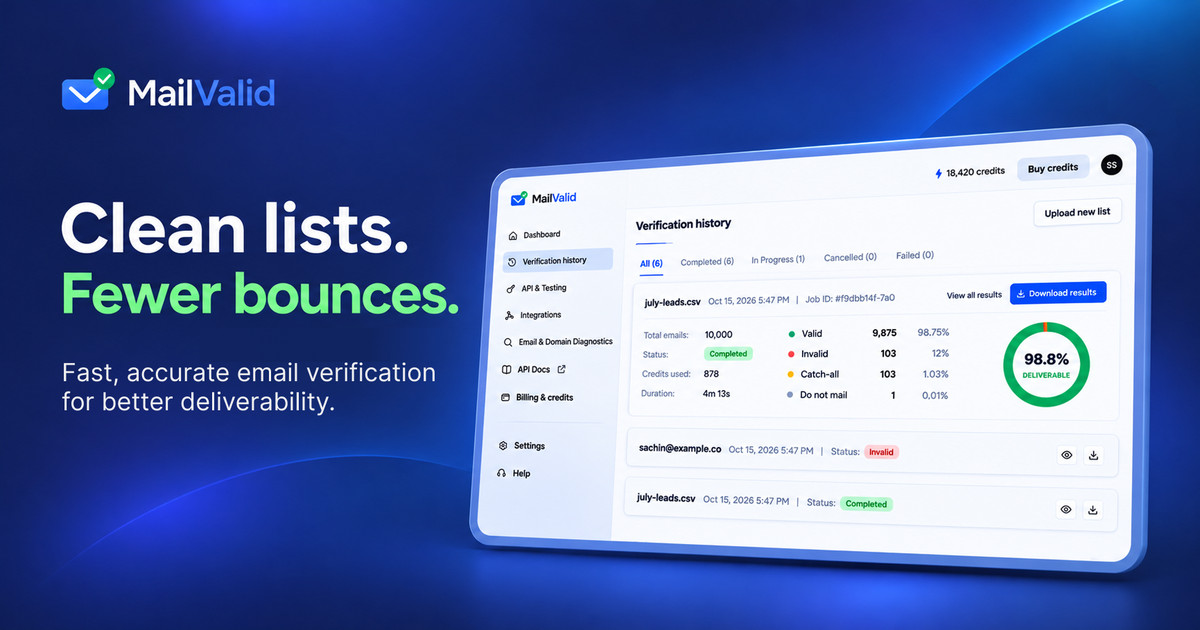 MailValid
Clean lists.
Fewer bounces.
Fast, accurate email verification
for better deliverability.
18,420 credits
Buy credits
SS
MailValid
Dashboard
Verification history
API & Testing
Integrations
Email & Domain Diagnostics
API Docs
Billing & credits
Settings
Help
Verification history
Upload new list
All (6) Completed (6) In Progress (1) Cancelled (0) Failed (0)
july-leads.csv Oct 15, 2026 5:47 PM | Job ID: #f9dbb14f-7a0
View all results
Download results
Total emails: 10,000
Status: Completed
Credits used: 878
Duration: 4m 13s
Valid 9,875 98.75%
Invalid 103 12%
Catch-all 103 1.03%
Do not mail 1 0.01%
98.8%
DELIVERABLE
sachin@example.co Oct 15, 2026 5:47 PM | Status: Invalid
july-leads.csv Oct 15, 2026 5:47 PM | Status: Completed